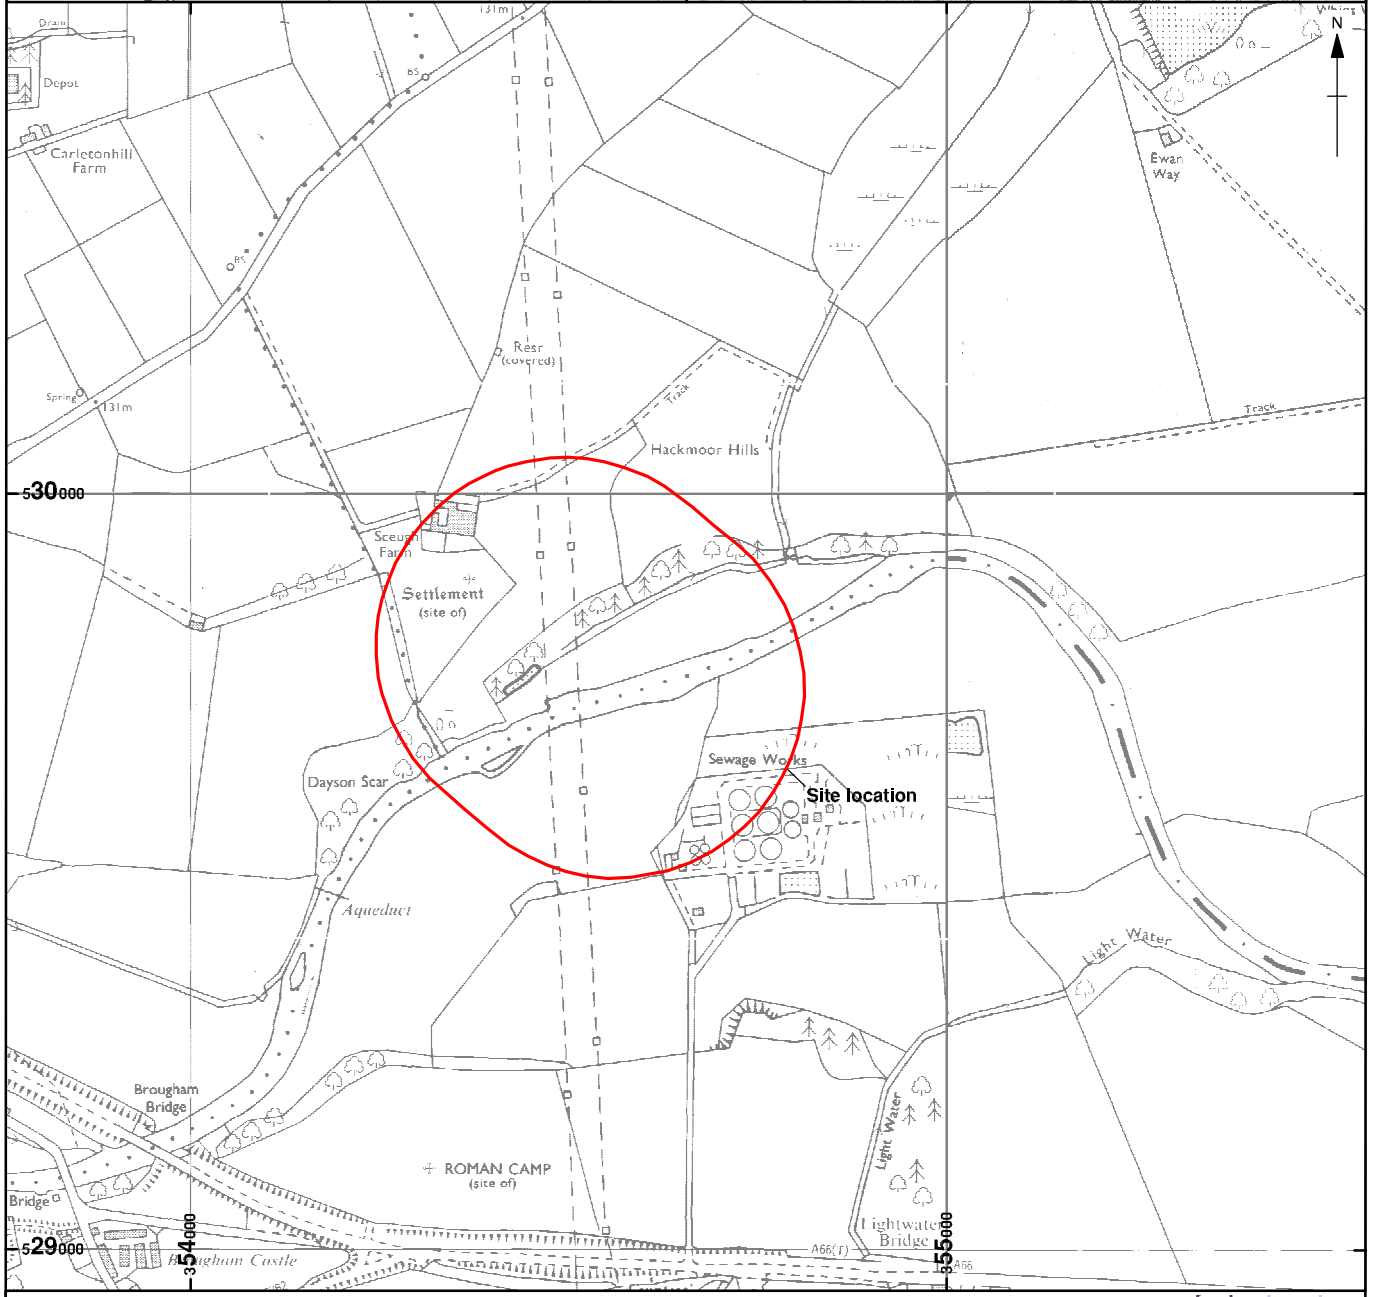 Drain
131m
N
Depot
BS
Carletonhill
Farm
Ewan
Way
BS
Resr
(covered)
Spring
131m
Track
Track
Hackmoor Hills
530000
Sceugh
Farm
Settlement
(site of)
Sewage Works
Dayson Scar
Site location
Aqueduct
Light Water
Brougham
Bridge
Light Water
ROMAN CAMP
(site of)
Bridge
Lightwater
Bridge
529000
354000
355000
Brougham Castle
A66(T)
A66